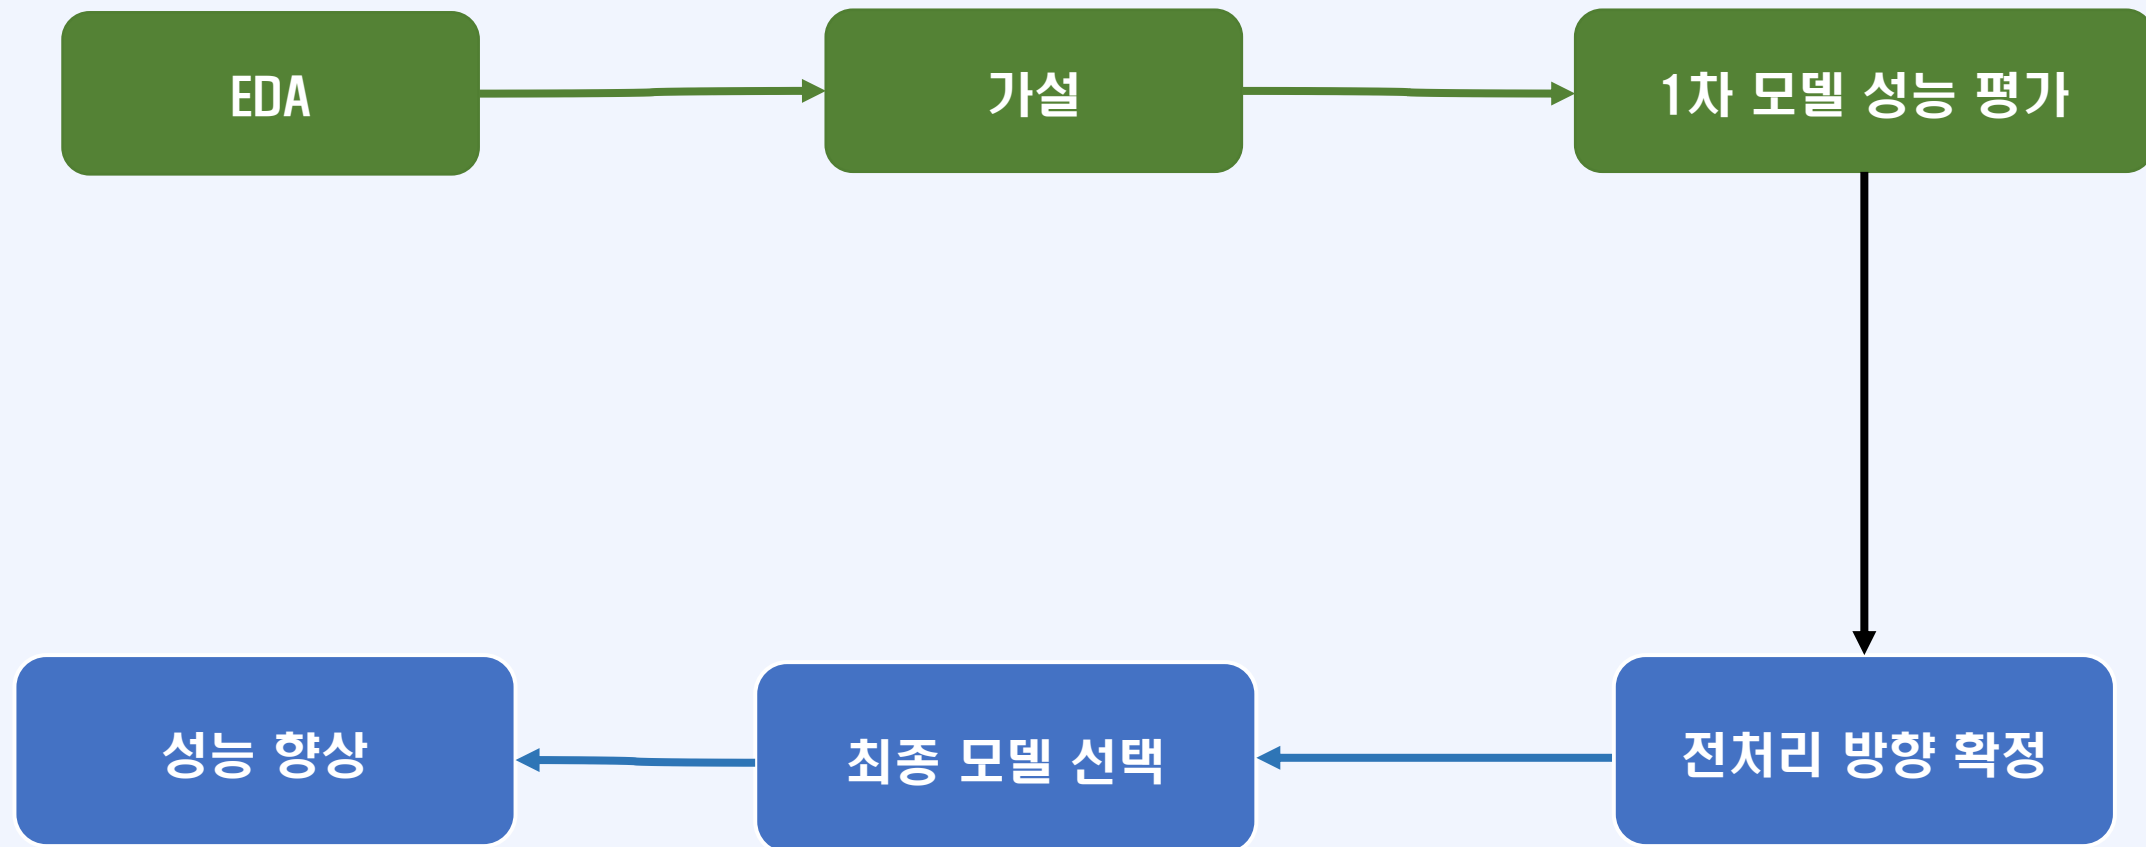 EDA
가설
1차 모델 성능 평가
전처리 방향 확정
최종 모델 선택
성능 향상